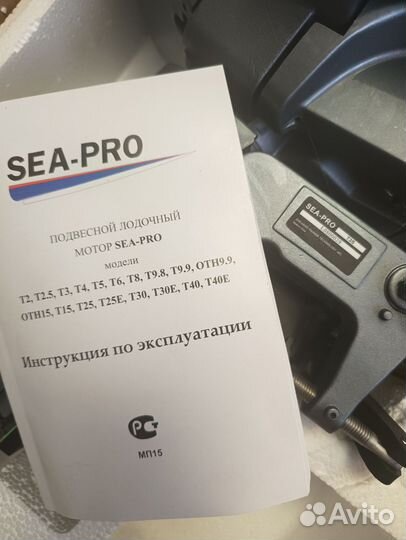 SEA-PRO
ПОДВЕСНОЙ ЛОДОЧНЫЙ
МОТОР SEA-PRO
модели
T2, T2.5, T3, T4, T5, T6, T8, T9.8, T9.9, OTH9.9,
OTH15, T15, T25, T25E, T30, T30E, T40, T40E
Инструкция по эксплуатации
РСТ
МП15
SEA-PRO
Avito